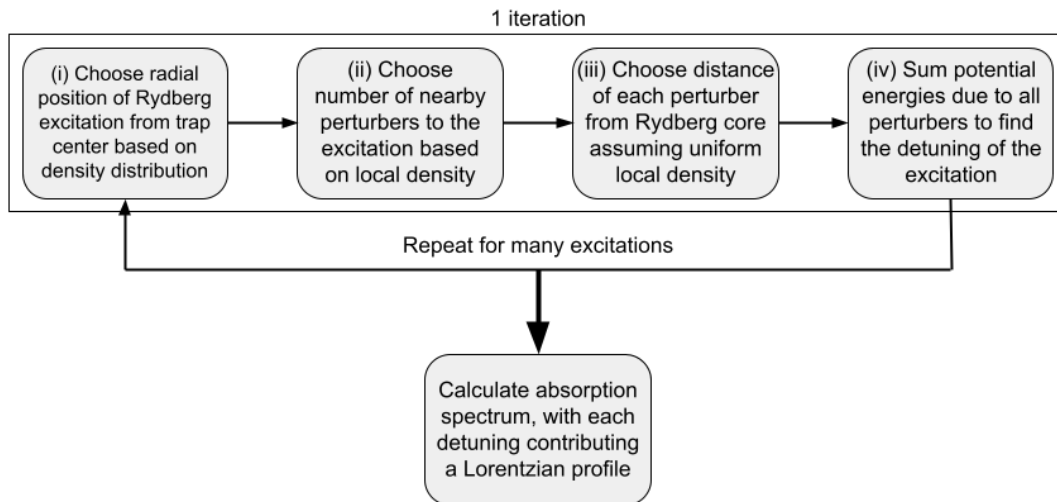 1 iteration
(i) Choose radial
position of Rydberg
excitation from trap
center based on
density distribution
(ii) Choose
number of nearby
perturbers to the
excitation based
on local density
(iii) Choose distance
of each perturber
from Rydberg core
assuming uniform
local density
(iv) Sum potential
energies due to all
perturbers to find
the detuning of the
excitation
Repeat for many excitations
Calculate absorption
spectrum, with each
detuning contributing
a Lorentzian profile